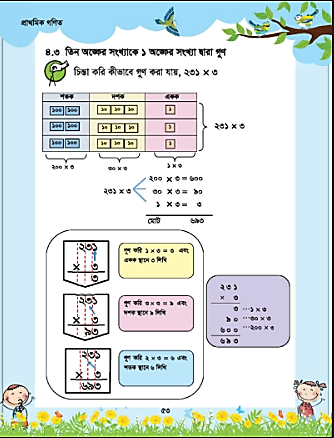 প্রাথমিক গণিত
৪.৩ তিন অঙ্কের সংখ্যাকে ১ অঙ্কের সংখ্যা দ্বারা গুণ
চিন্তা করি কীভাবে গুণ করা যায়, ২৩১ × ৩
শতক দশক একক
১০০ ১০০ ১০ ১০ ১০ ১
১০০ ১০০ ১০ ১০ ১০ ১
১০০ ১০০ ১০ ১০ ১০ ১
২৩১ × ৩
২০০ × ৩ ৩০ × ৩ ১ × ৩
২৩১ × ৩
২০০ × ৩ = ৬০০
৩০ × ৩ = ৯০
১ × ৩ = ৩
মোট ৬৯৩
২৩১
× ৩
৩
গুণ করি ১ × ৩ = ৩ এবং
একক স্থানে ৩ লিখি
২৩১
× ৩
৯৩
গুণ করি ৩ × ৩ = ৯ এবং
দশক স্থানে ৯ লিখি
২৩১
× ৩
৬৯৩
গুণ করি ২ × ৩ = ৬ এবং
শতক স্থানে ৬ লিখি
২৩১
× ৩
৩ ···১ × ৩
৯০ ···৩০ × ৩
৬০০ ···২০০ × ৩
৬৯৩
৫৩